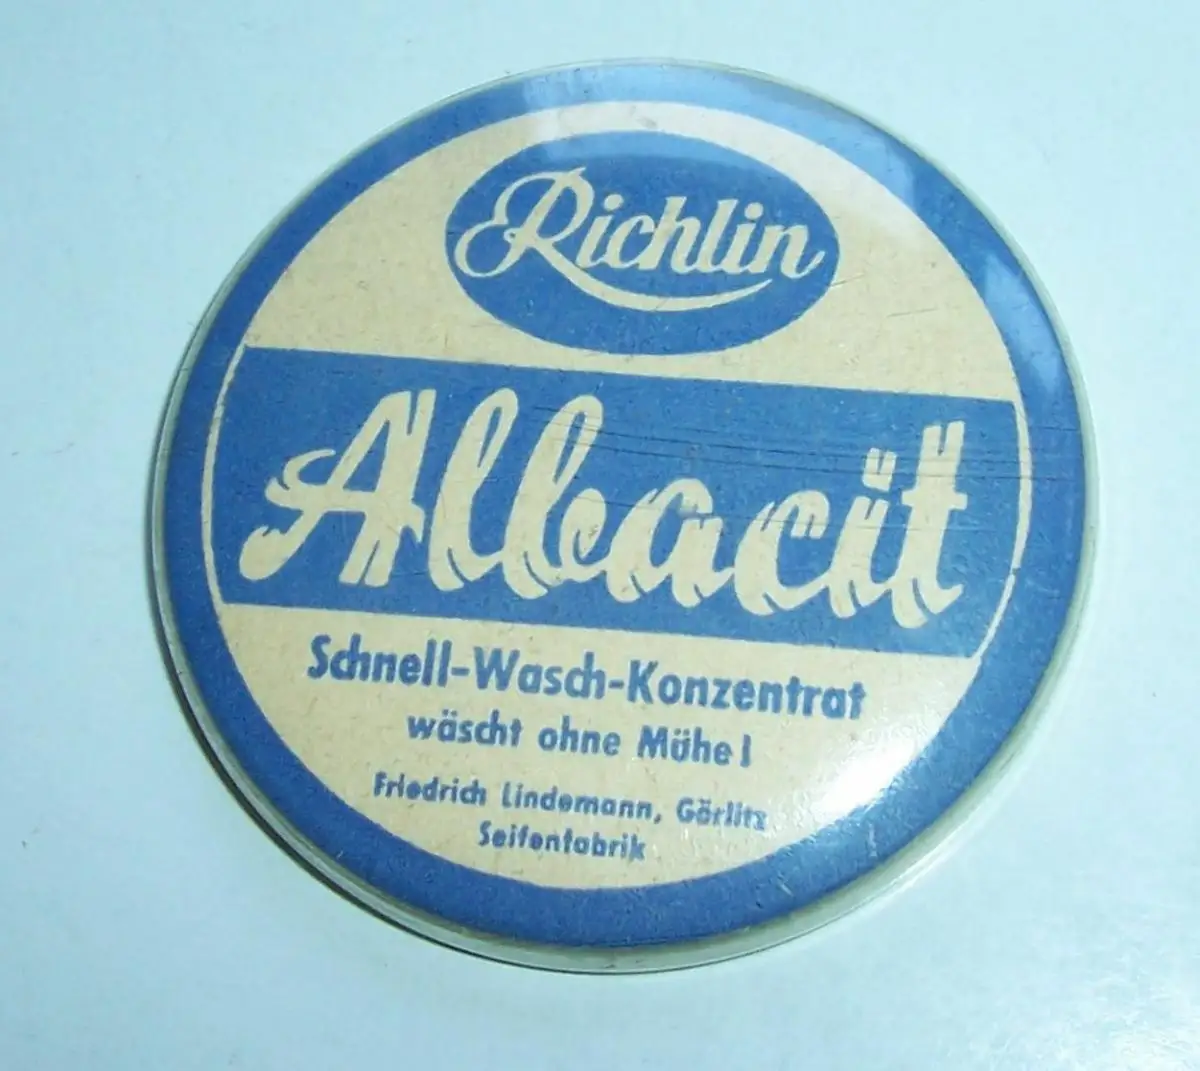 Richlin
Albacit
Schnell-Wasch-Konzentrat
wäscht ohne Mühe!
Friedrich Lindemann, Görlitz
Seifenfabrik